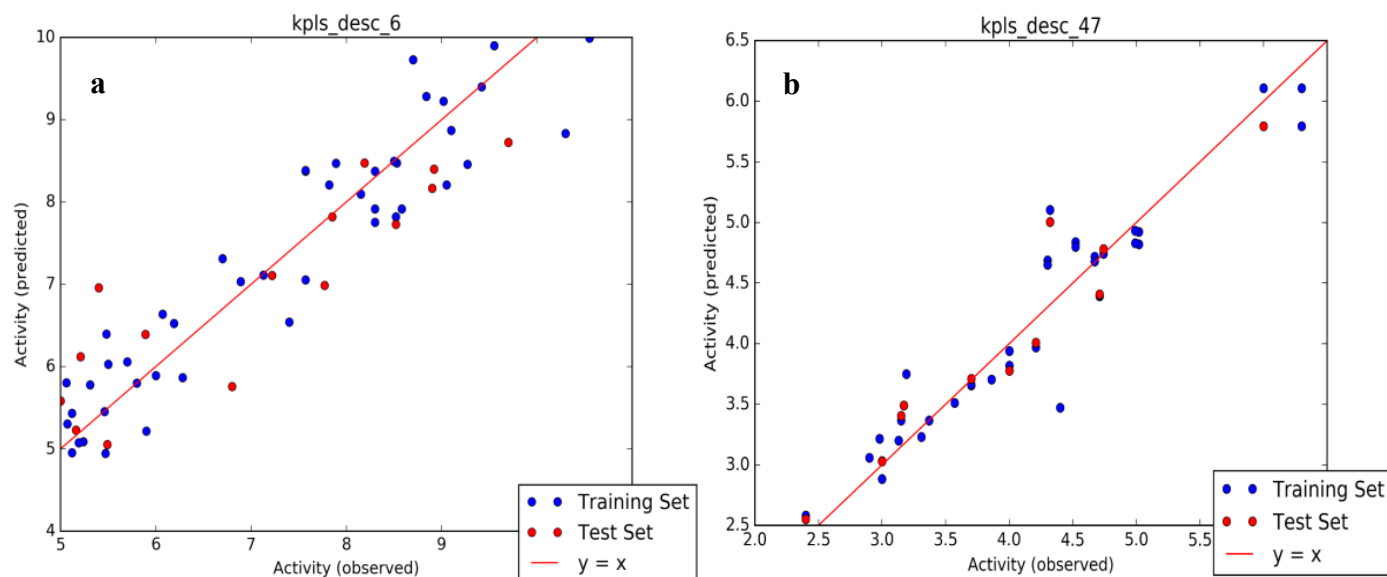 kpls_desc_6
a
Activity (predicted)
10
9
8
7
6
5
4
5 6 7 8 9
Activity (observed)
Training Set
Test Set
y = x
kpls_desc_47
b
Activity (predicted)
6.5
6.0
5.5
5.0
4.5
4.0
3.5
3.0
2.5
2.0 2.5 3.0 3.5 4.0 4.5 5.0 5.5
Activity (observed)
Training Set
Test Set
y = x